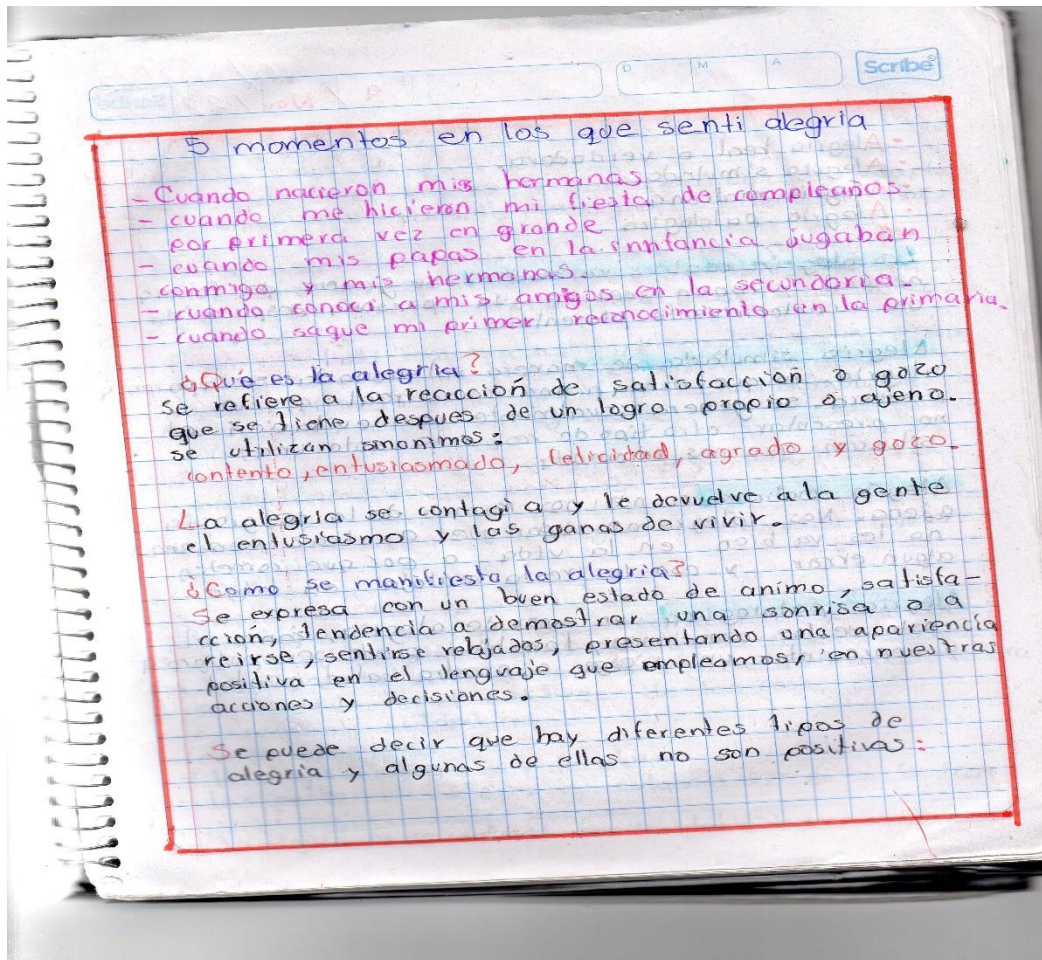 D M A Scribe
5 momentos en los que senti alegria
- Cuando nacieron mis hermanas
- cuando me hicieron mi fiesta de compleaños
por primera vez en grande
- cuando mis papas en la innfancia jugaban
conmigo y mis hermanas.
- cuando conoci a mis amigos en la secundaria.
- cuando saque mi primer reconocimiento en la primaria.
¿Qué es la alegria?
se refiere a la reacción de satisfacción o gozo
que se tiene despues de un logro propio o ajeno.
se utilizan sinonimos:
contento, entusiasmado, felicidad, agrado y gozo.
La alegria se contagia y le devuelve a la gente
el entusiasmo y las ganas de vivir.
¿Como se manifiesta la alegria?
Se expresa con un buen estado de animo, satisfa-
cción, tendencia a demostrar una sonrisa o a
reirse, sentirse relajados, presentando una apariencia
positiva en el lenguaje que empleamos, en nuestras
acciones y decisiones.
Se puede decir que hay diferentes tipos de
alegria y algunas de ellas no son positivas: